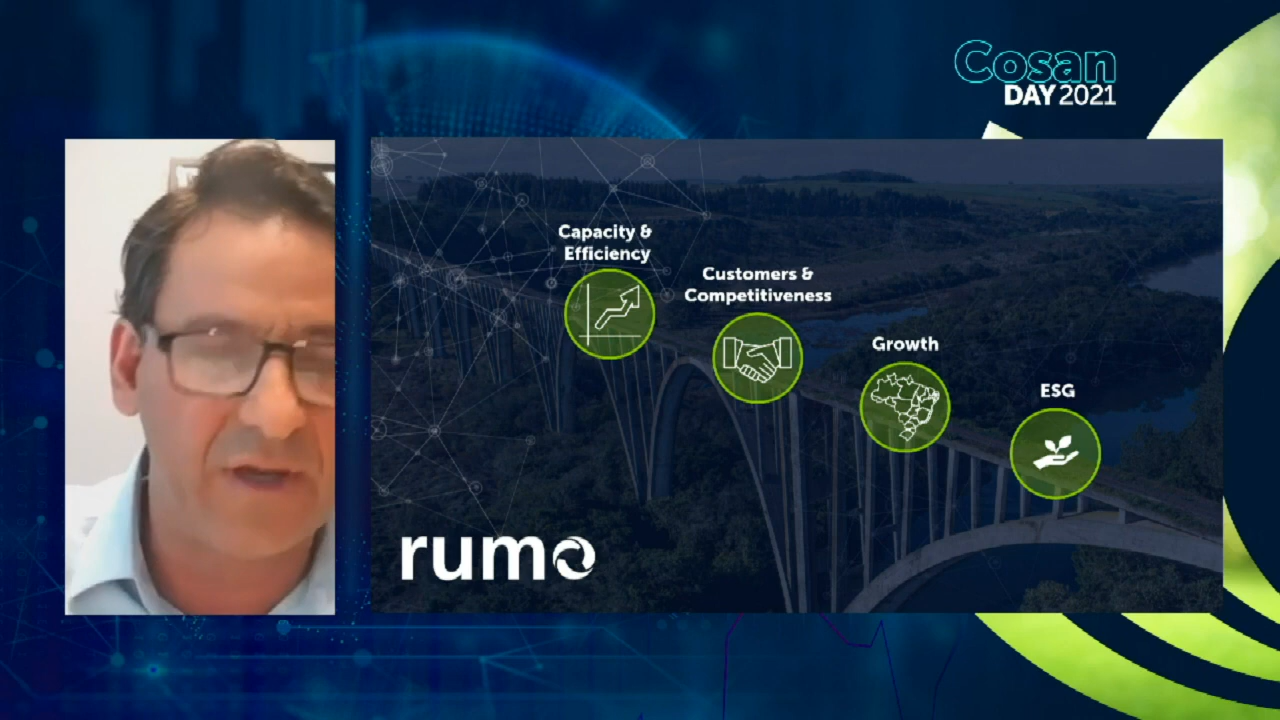 Cosan
DAY 2021
Capacity &
Efficiency
Customers &
Competitiveness
Growth
ESG
rumo